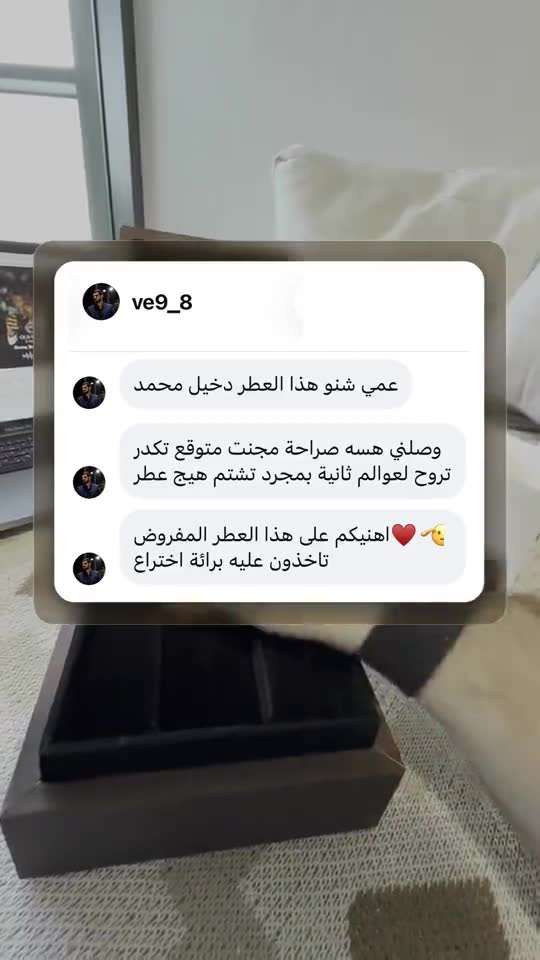 ve9_8
عمي شنو هذا العطر دخيل محمد
وصلني هسه صراحة مجنت متوقع تكدر
تروح لعوالم ثانية بمجرد تشتم هيج عطر
🫡♥️اهنيكم على هذا العطر المفروض
تاخذون عليه برائة اختراع